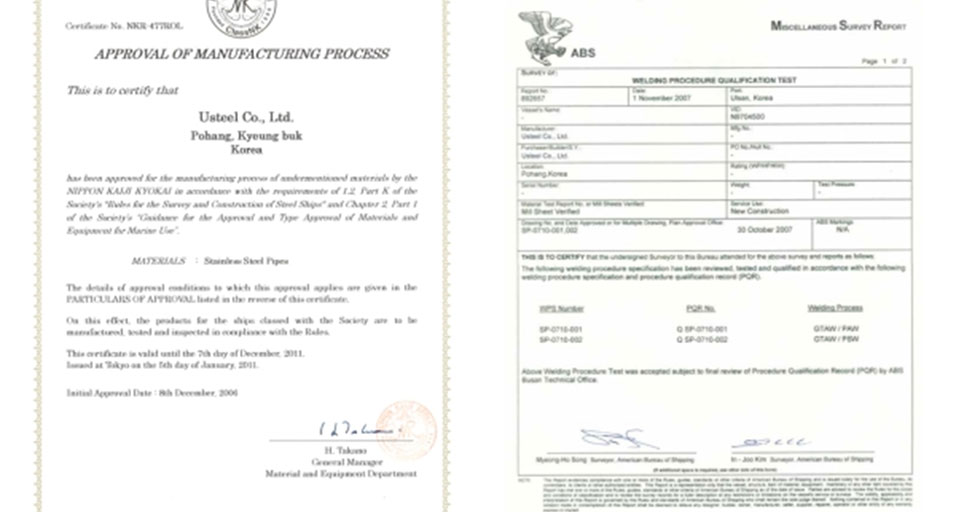 Certificate No. NKR-477ROL
NK
ClassNK
APPROVAL OF MANUFACTURING PROCESS
This is to certify that
Usteel Co., Ltd.
Pohang, Kyeung buk
Korea
has been approved for the manufacturing process of undermentioned materials by the
NIPPON KAIJI KYOKAI in accordance with the requirements of 1.2, Part K of the
Society's "Rules for the Survey and Construction of Steel Ships" and Chapter 2, Part 1
of the Society's "Guidance for the Approval and Type Approval of Materials and
Equipment for Marine Use".
MATERIALS : Stainless Steel Pipes
The details of approval conditions to which this approval applies are given in the
PARTICULARS OF APPROVAL listed in the reverse of this certificate.
On this effect, the products for the ships classed with the Society are to be
manufactured, tested and inspected in compliance with the Rules.
This certificate is valid until the 7th day of December, 2011.
Issued at Tokyo on the 5th day of January, 2011.
Initial Approval Date : 8th December, 2006
H. Takano
General Manager
Material and Equipment Department
ABS
MISCELLANEOUS SURVEY REPORT
Page 1 of 2
SURVEY OF:
WELDING PROCEDURE QUALIFICATION TEST
Report No. Date: Port:
892857 1 November 2007 Ulsan, Korea
Vessel's Name: VID:
- N9704500
Manufacturer: Mfg No.:
Usteel Co., Ltd. -
Purchaser/Builder/S.Y.: PO No./Hull No.:
Usteel Co., Ltd. -
Location: Rating
Pohang, Korea -
Serial Number: Weight: Test Pressure:
- - -
Material Test Report No. or Mill Sheets Verified Service Use:
Mill Sheet Verified New Construction
Drawing No. and Date Approved or for Multiple Drawing, Plan Approval Office: ABS Markings
SP-0710-001,002 30 October 2007 N/A
THIS IS TO CERTIFY that the undersigned Surveyor to this Bureau attended for the above survey and reports as follows:
The following welding procedure specification has been reviewed, tested and qualified in accordance with the following
welding procedure specification and procedure qualification record (PQR).
WPS Number PQR No. Welding Process
SP-0710-001 Q SP-0710-001 GTAW / PAW
SP-0710-002 Q SP-0710-002 GTAW / FSW
Above Welding Procedure Test was accepted subject to final review of Procedure Qualification Record (PQR) by ABS
Busan Technical Office.
Myeong-Ho Song Surveyor, American Bureau of Shipping In - Joo Kim Surveyor, American Bureau of Shipping
(If additional space is required, use other side of this form)
NOTE: